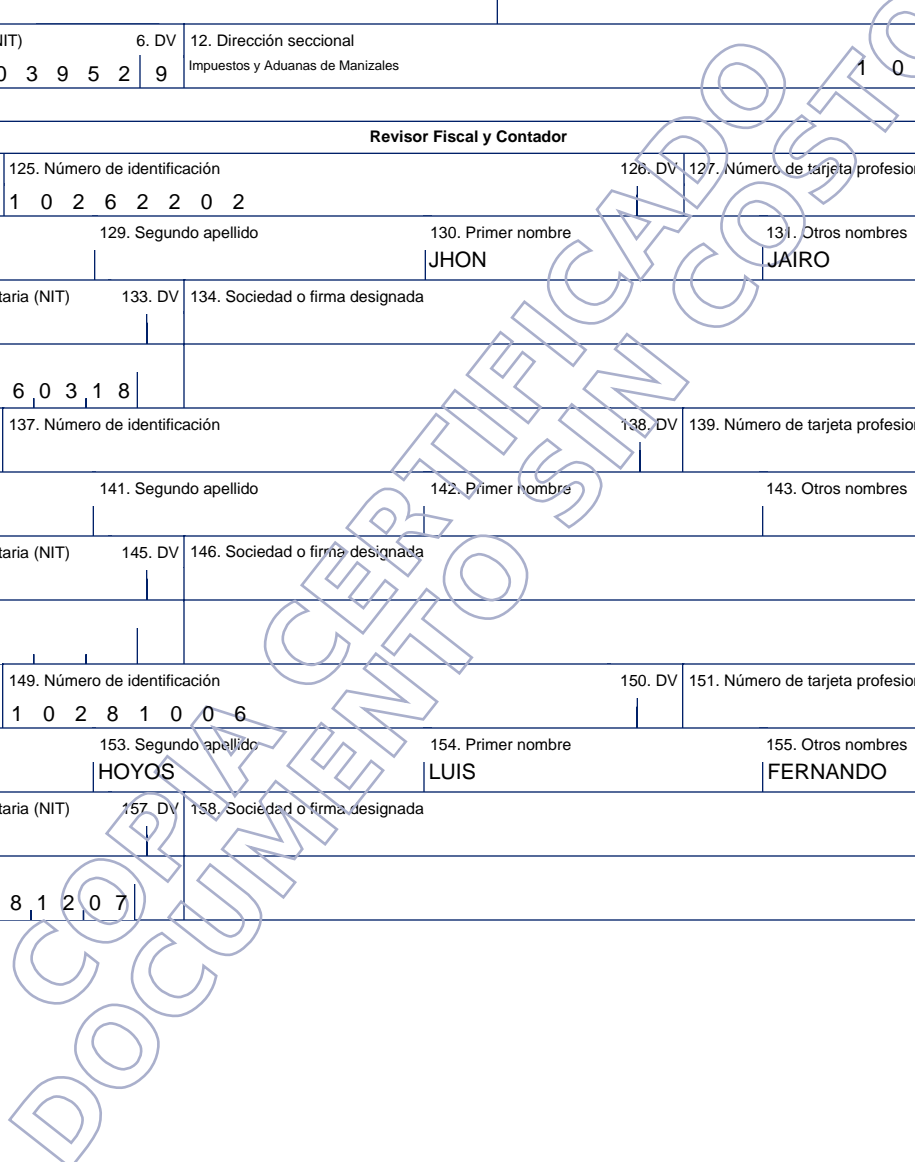 NIT) 6. DV 12. Dirección seccional
0 3 9 5 2 9 Impuestos y Aduanas de Manizales 1 0
Revisor Fiscal y Contador
125. Número de identificación 126. DV 127. Número de tarjeta profesion
1 0 2 6 2 2 0 2
129. Segundo apellido 130. Primer nombre 131. Otros nombres
JHON JAIRO
taria (NIT) 133. DV 134. Sociedad o firma designada
6 0 3 1 8
137. Número de identificación 138. DV 139. Número de tarjeta profesion
141. Segundo apellido 142. Primer nombre 143. Otros nombres
taria (NIT) 145. DV 146. Sociedad o firma designada
149. Número de identificación 150. DV 151. Número de tarjeta profesion
1 0 2 8 1 0 0 6
153. Segundo apellido 154. Primer nombre 155. Otros nombres
HOYOS LUIS FERNANDO
taria (NIT) 157. DV 158. Sociedad o firma designada
8 1 2 0 7
COPIA CERTIFICADO
DOCUMENTO SIN COSTO